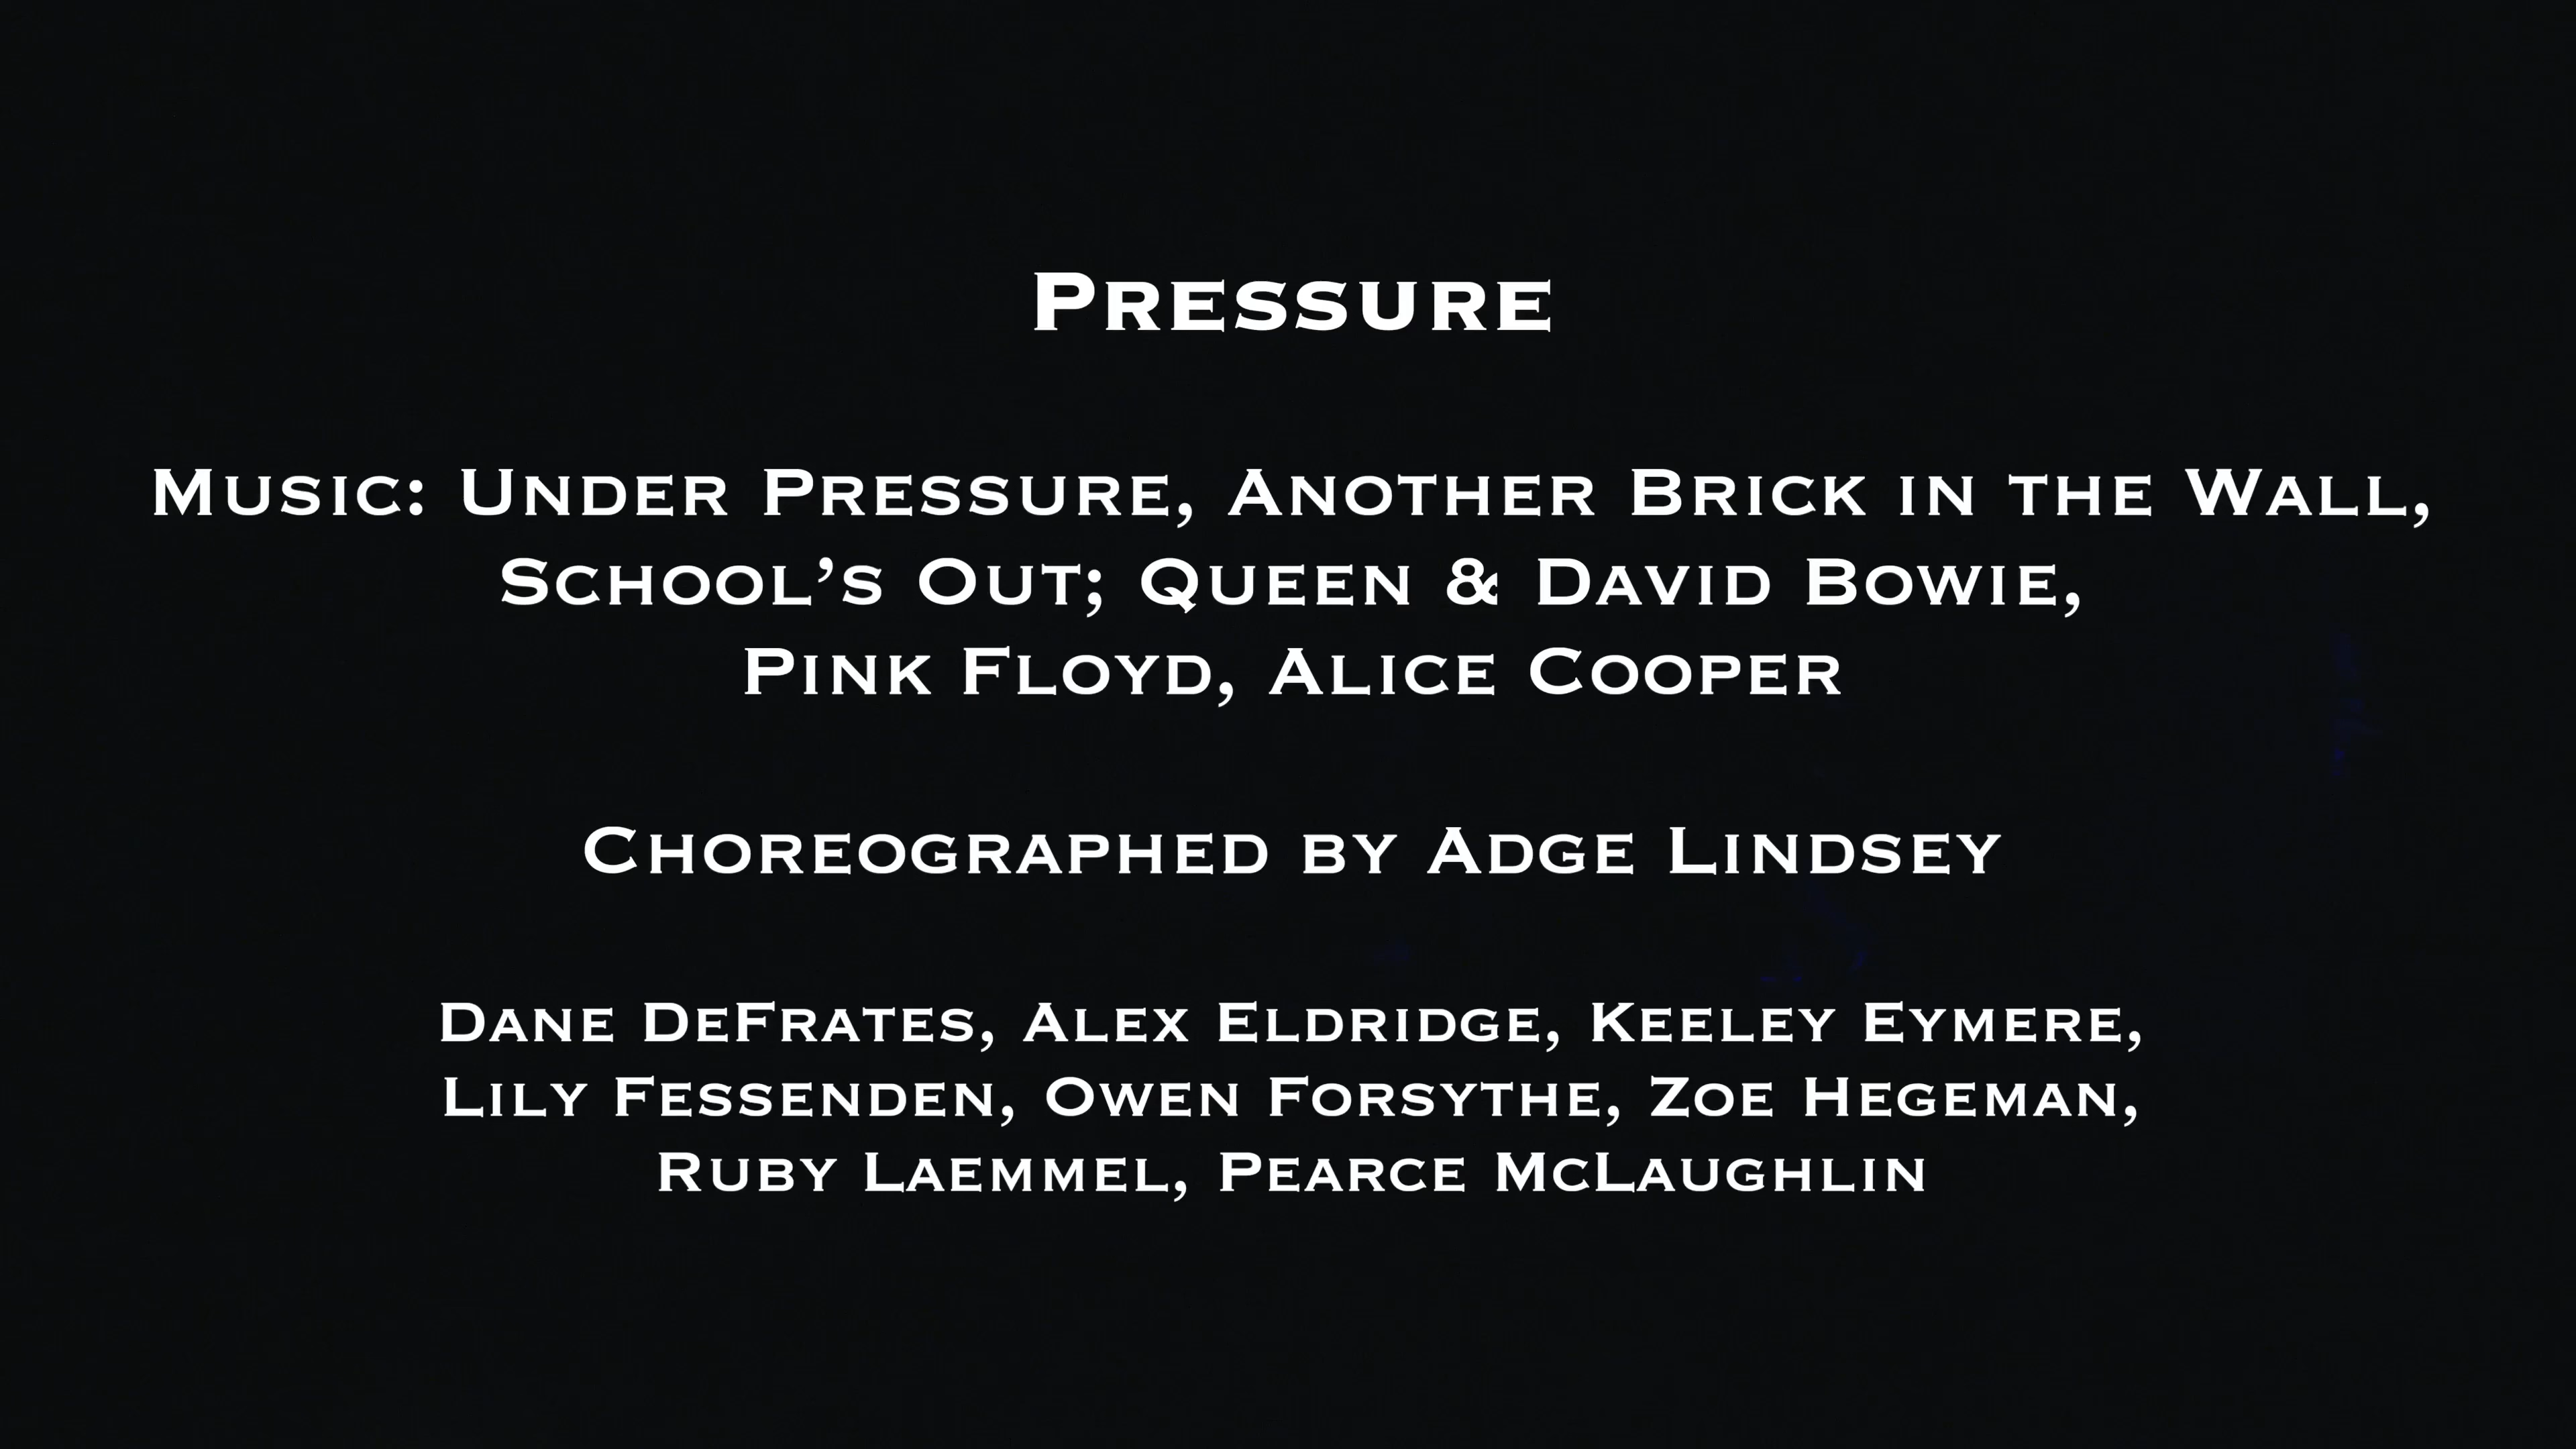 Pressure
Music: Under Pressure, Another Brick in the Wall,
School’s Out; Queen & David Bowie,
Pink Floyd, Alice Cooper
Choreographed by Adge Lindsey
Dane DeFrates, Alex Eldridge, Keeley Eymere,
Lily Fessenden, Owen Forsythe, Zoe Hegeman,
Ruby Laemmel, Pearce McLaughlin